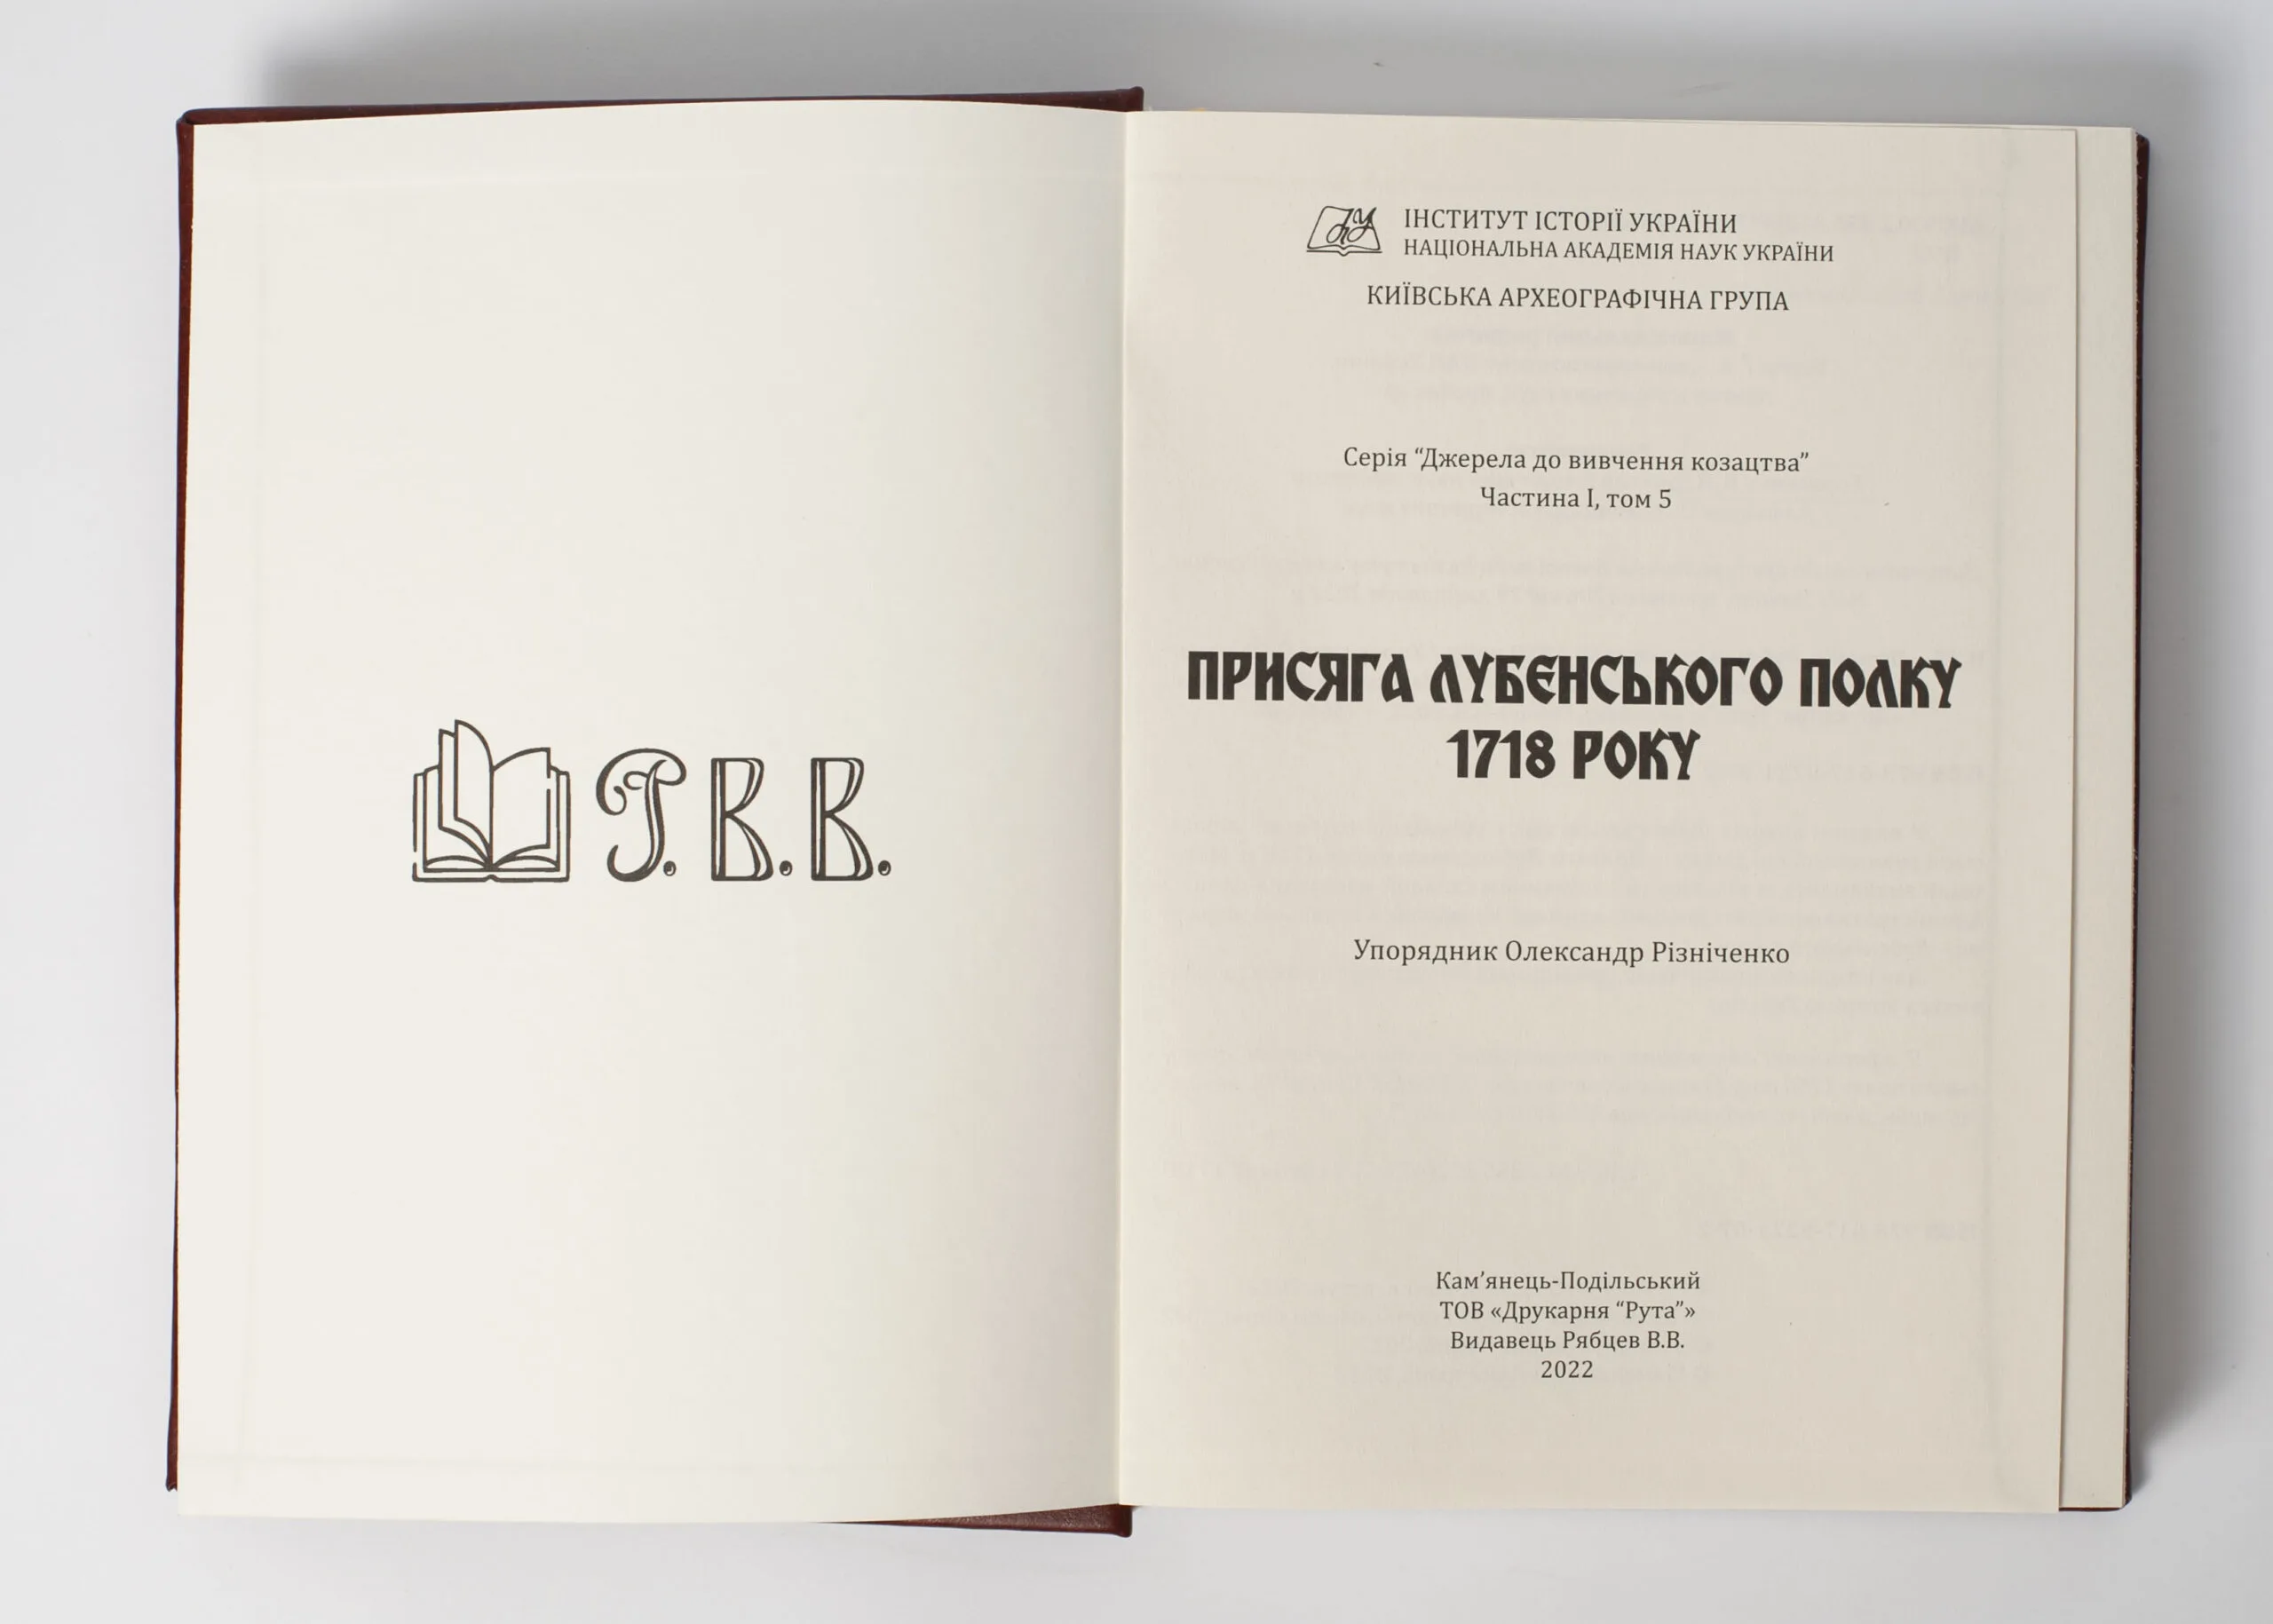 Г.В.В.
ІНСТИТУТ ІСТОРІЇ УКРАЇНИ
НАЦІОНАЛЬНА АКАДЕМІЯ НАУК УКРАЇНИ
КИЇВСЬКА АРХЕОГРАФІЧНА ГРУПА
Серія “Джерела до вивчення козацтва”
Частина І, том 5
ПРИСЯГА ЛУБЕНСЬКОГО ПОЛКУ
1718 РОКУ
Упорядник Олександр Різніченко
Кам’янець-Подільський
ТОВ «Друкарня “Рута”»
Видавець Рябцев В.В.
2022